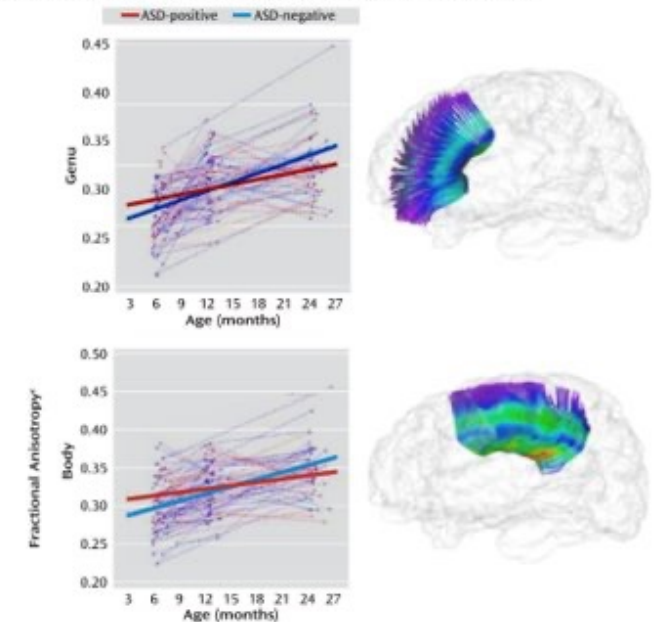 ASD-positive ASD-negative
0.45
0.40
0.35
0.30
0.25
0.20
Genu
3 6 9 12 15 18 21 24 27
Age (months)
0.50
0.45
0.40
0.35
0.30
0.25
0.20
Fractional Anisotropyᶜ
Body
3 6 9 12 15 18 21 24 27
Age (months)